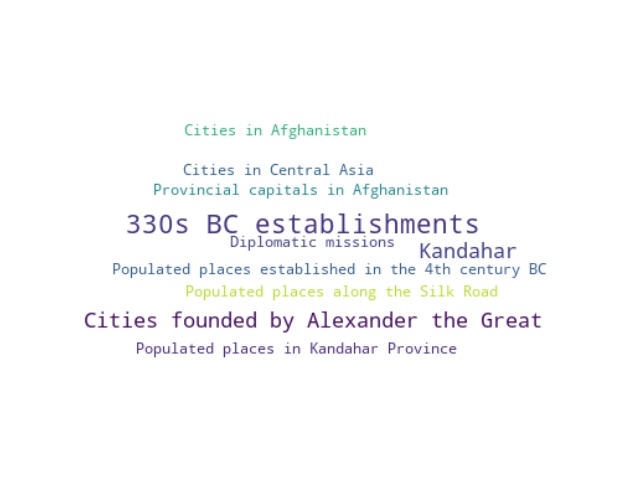 Cities in Afghanistan
Cities in Central Asia
Provincial capitals in Afghanistan
330s BC establishments
Diplomatic missions
Kandahar
Populated places established in the 4th century BC
Populated places along the Silk Road
Cities founded by Alexander the Great
Populated places in Kandahar Province